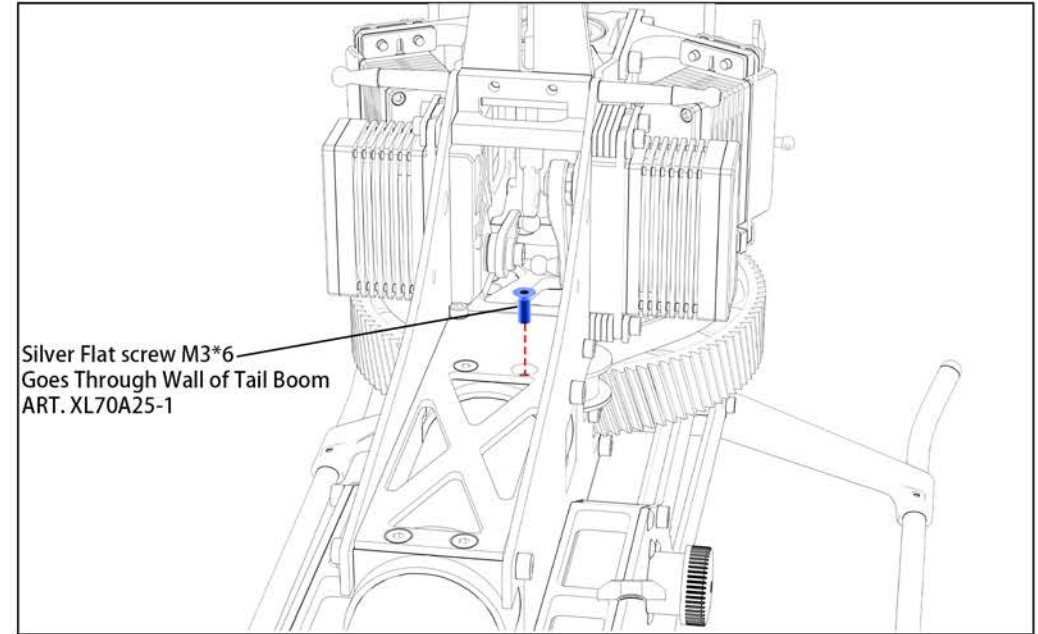 Silver Flat screw M3*6
Goes Through Wall of Tail Boom
ART. XL70A25-1